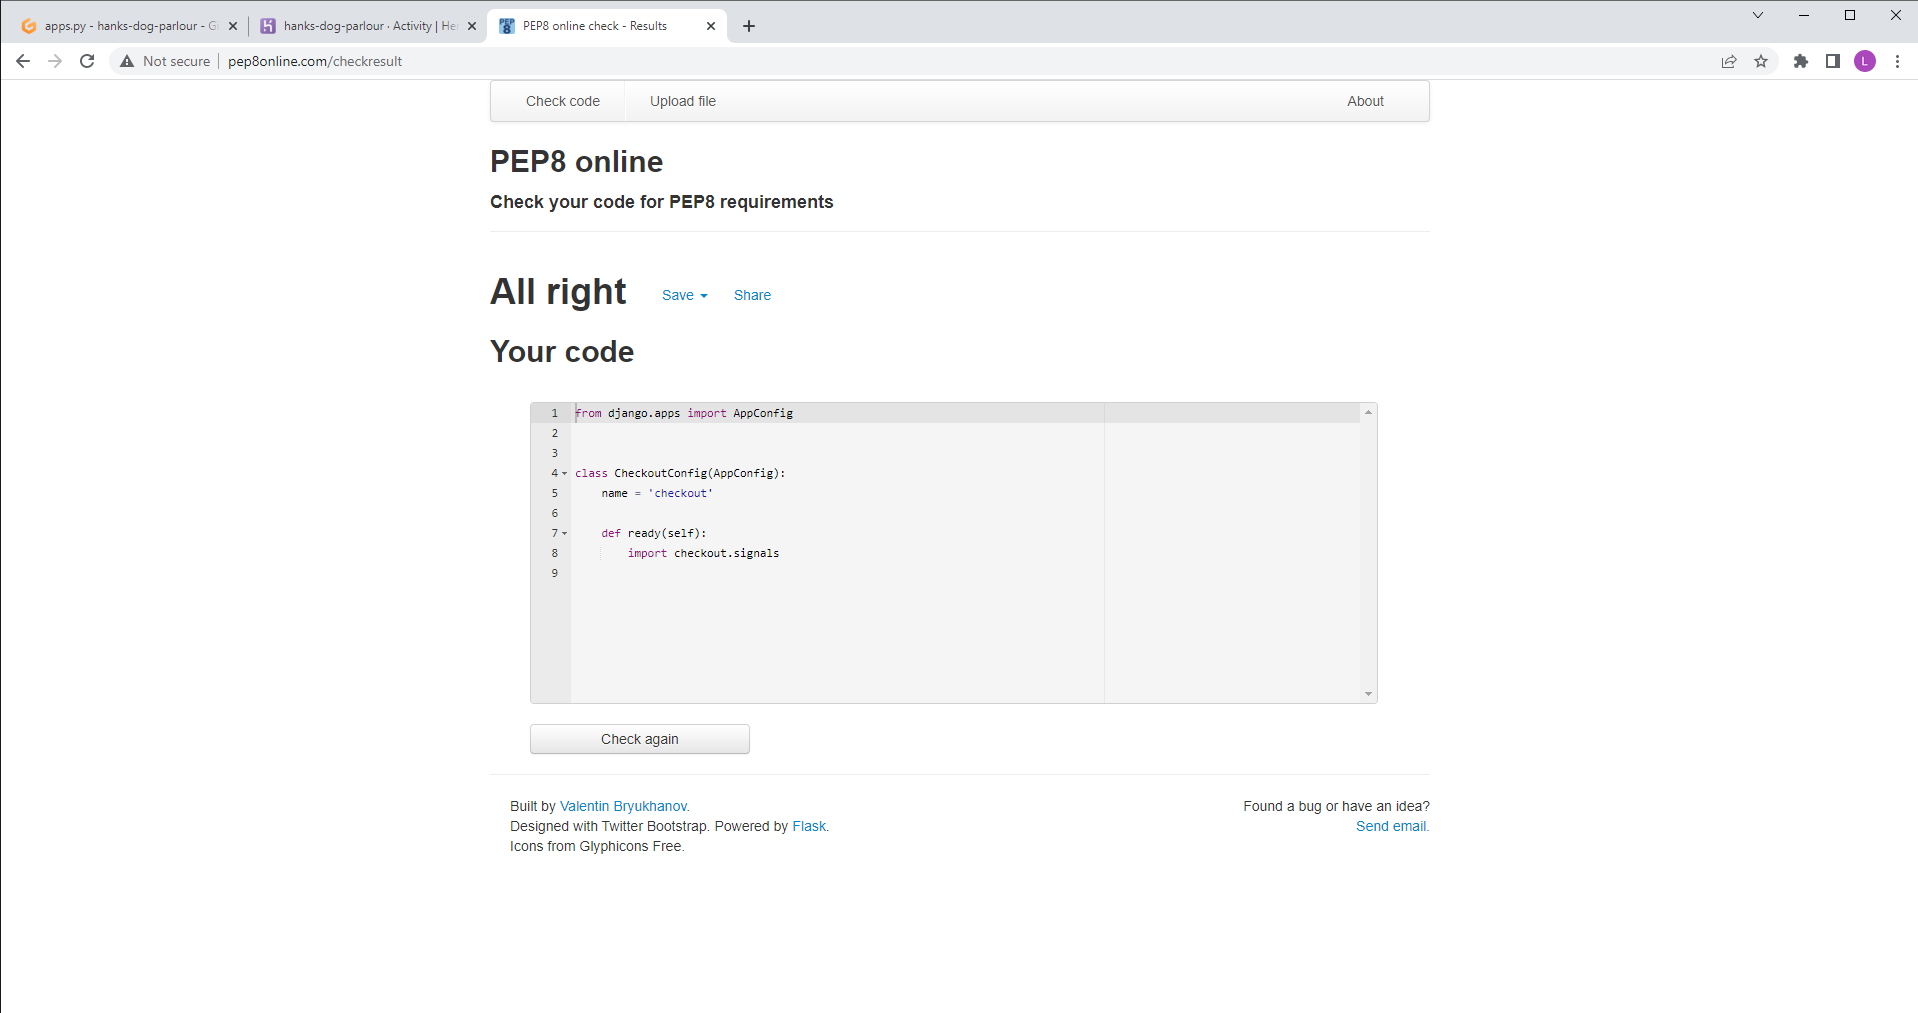 apps.py - hanks-dog-parlour - Gi
hanks-dog-parlour · Activity | He
PEP8 online check - Results
Not secure
pep8online.com/checkresult
L
Check code
Upload file
About
PEP8 online
Check your code for PEP8 requirements
All right
Save
Share
Your code
1 from django.apps import AppConfig
2
3
4 class CheckoutConfig(AppConfig):
5 name = 'checkout'
6
7 def ready(self):
8 import checkout.signals
9
Check again
Built by Valentin Bryukhanov.
Designed with Twitter Bootstrap. Powered by Flask.
Icons from Glyphicons Free.
Found a bug or have an idea?
Send email.